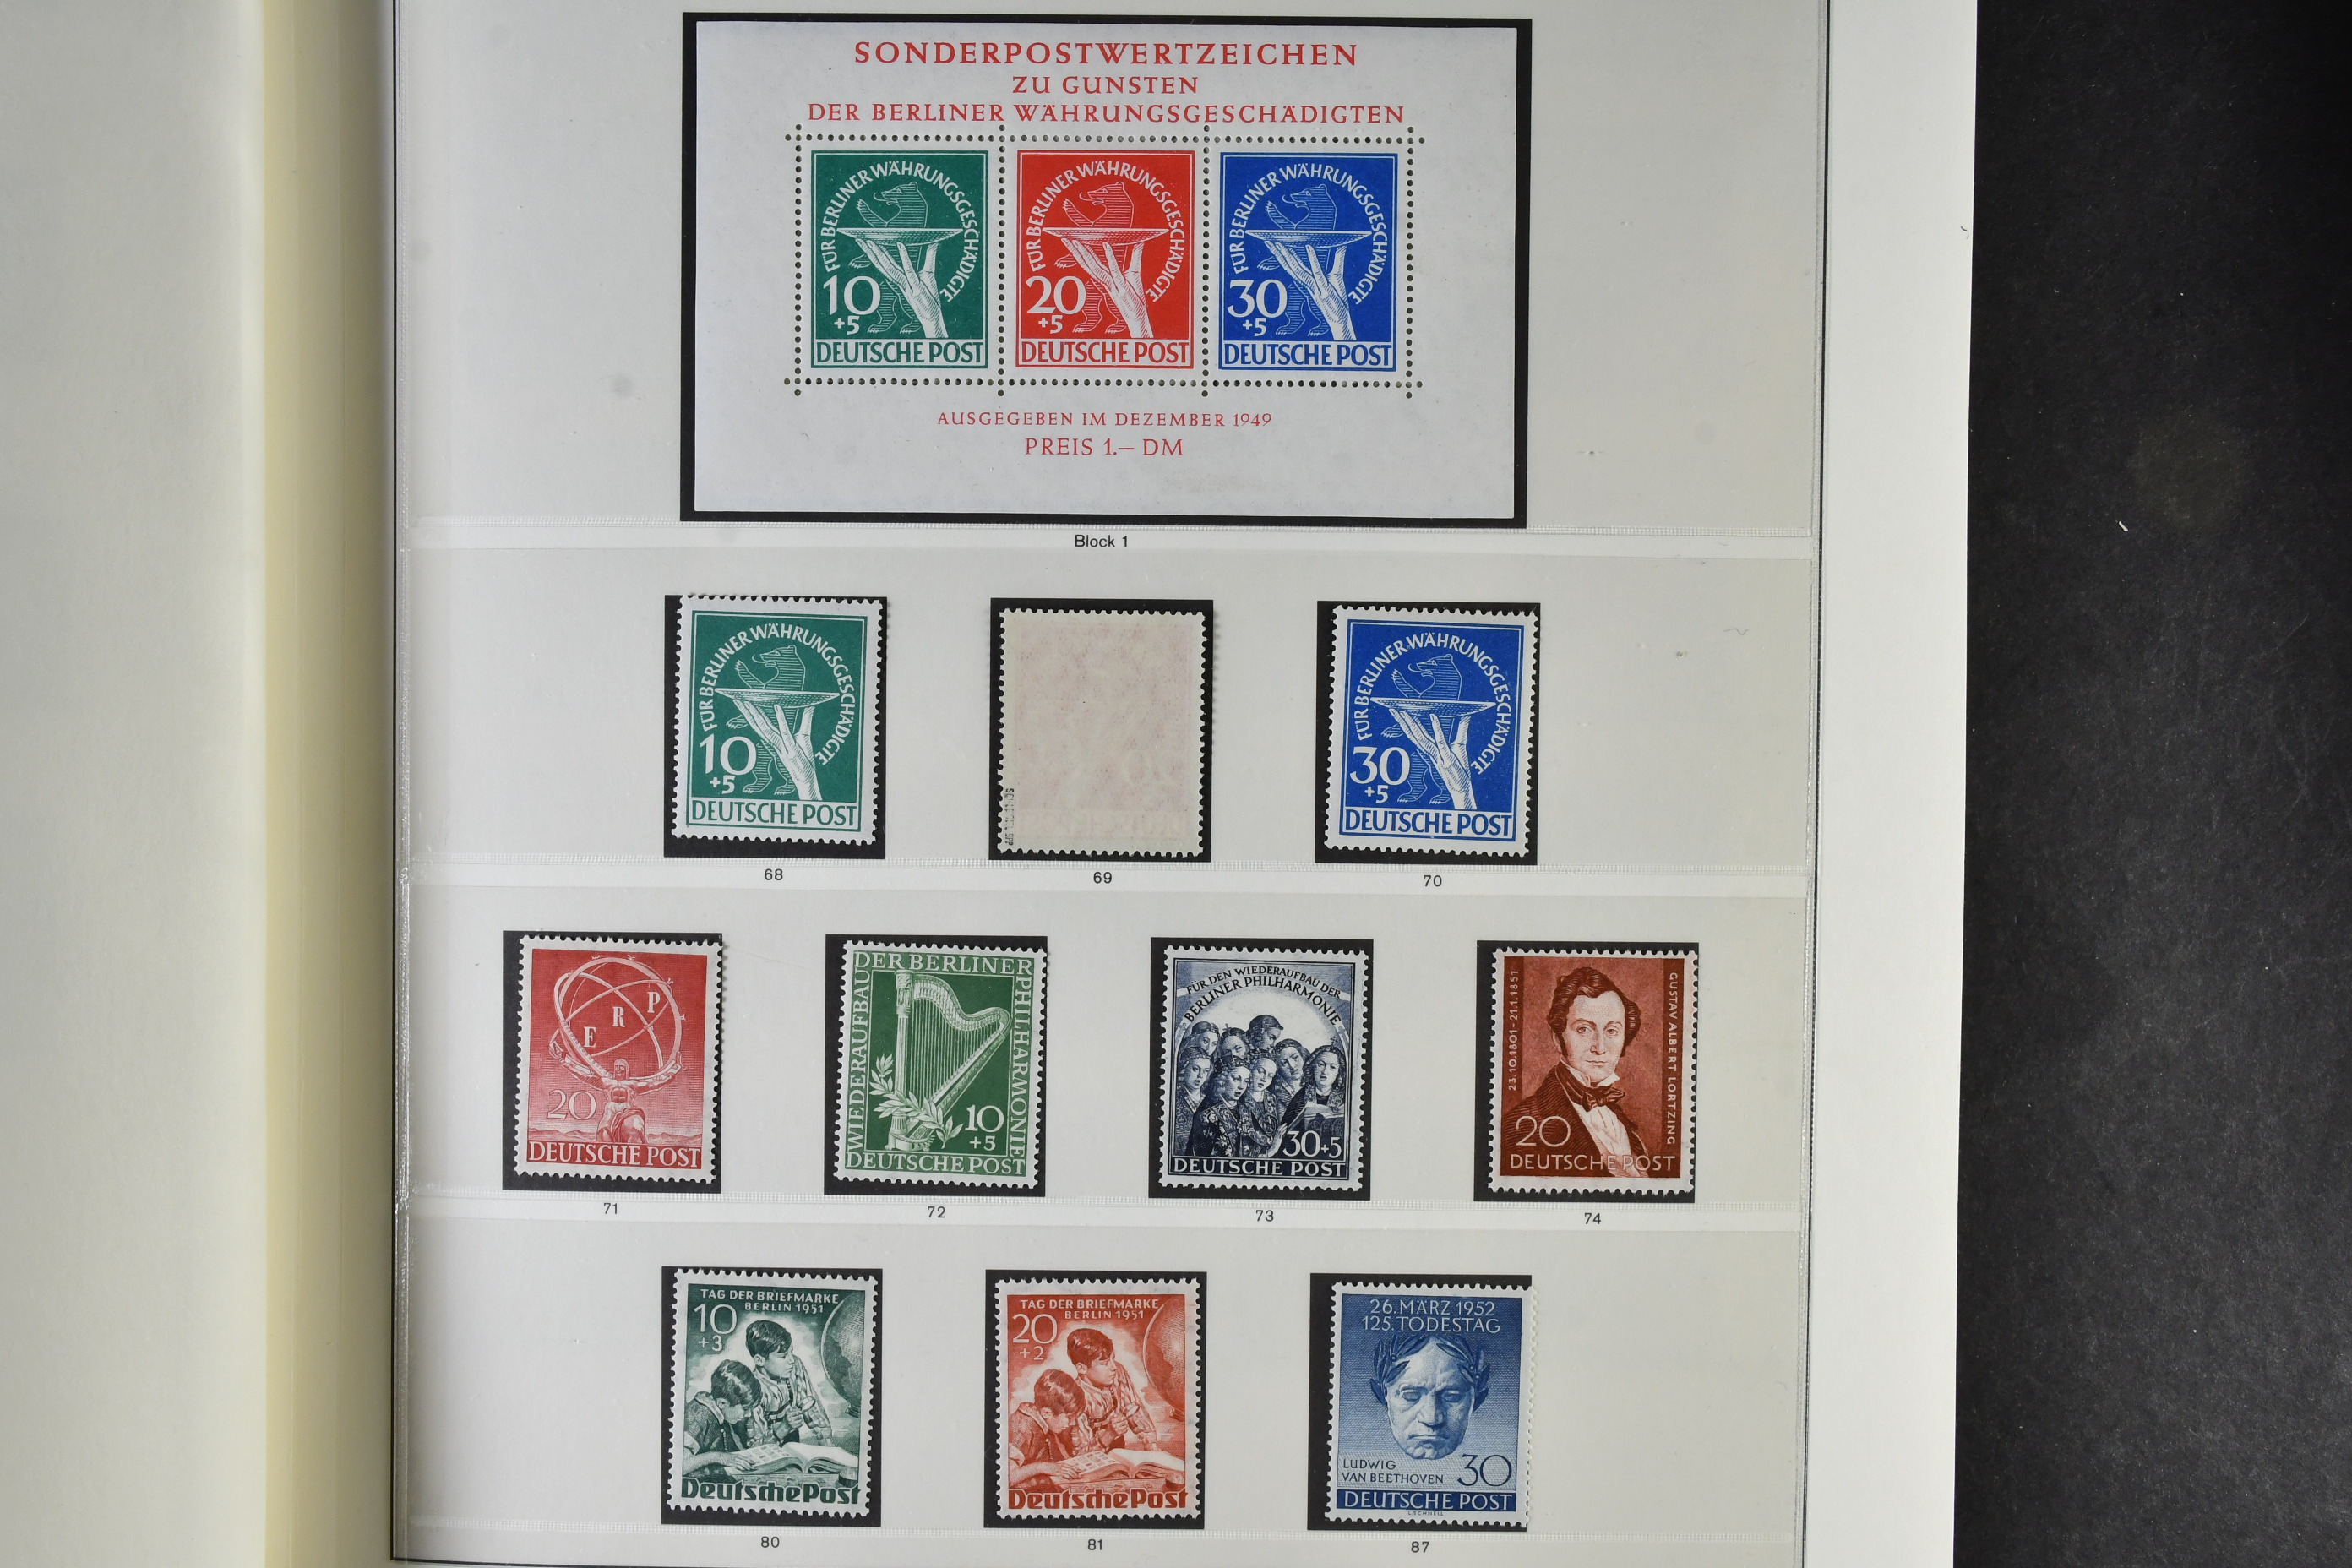 SONDERPOSTWERTZEICHEN
ZU GUNSTEN
DER BERLINER WÄHRUNGSGESCHÄDIGTEN
FÜR BERLINER WÄHRUNGSGESCHÄDIGTE
10
+5
DEUTSCHE POST
FÜR BERLINER WÄHRUNGSGESCHÄDIGTE
20
+5
DEUTSCHE POST
FÜR BERLINER WÄHRUNGSGESCHÄDIGTE
30
+5
DEUTSCHE POST
AUSGEGEBEN IM DEZEMBER 1949
PREIS 1.— DM
Block 1
FÜR BERLINER WÄHRUNGSGESCHÄDIGTE
10
+5
DEUTSCHE POST
68
69
FÜR BERLINER WÄHRUNGSGESCHÄDIGTE
30
+5
DEUTSCHE POST
70
E R P
20
DEUTSCHE POST
71
WIEDERAUFBAU
DER BERLINER
PHILHARMONIE
10
+5
DEUTSCHE POST
72
FÜR DEN WIEDERAUFBAU DER
BERLINER PHILHARMONIE
30+5
DEUTSCHE POST
73
23.10.1801-21.1.1851
GUSTAV ALBERT LORTZING
20
DEUTSCHE POST
74
TAG DER BRIEFMARKE
BERLIN 1951
10
+3
Deutsche Post
80
TAG DER BRIEFMARKE
BERLIN 1951
20
+2
Deutsche Post
81
26. MÄRZ 1952
125. TODESTAG
LUDWIG
VAN BEETHOVEN
30
DEUTSCHE POST
87